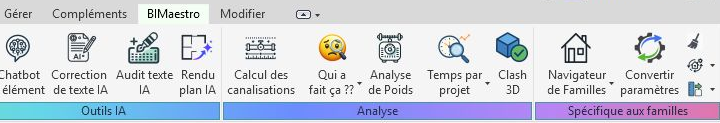 Gérer Compléments BIMaestro Modifier
Chatbot élément
Correction de texte IA
Audit texte IA
Rendu plan IA
Calcul des canalisations
Qui a fait ça ??
Analyse de Poids
Temps par projet
Clash 3D
Navigateur de Familles
Convertir paramètres
Outils IA
Analyse
Spécifique aux familles